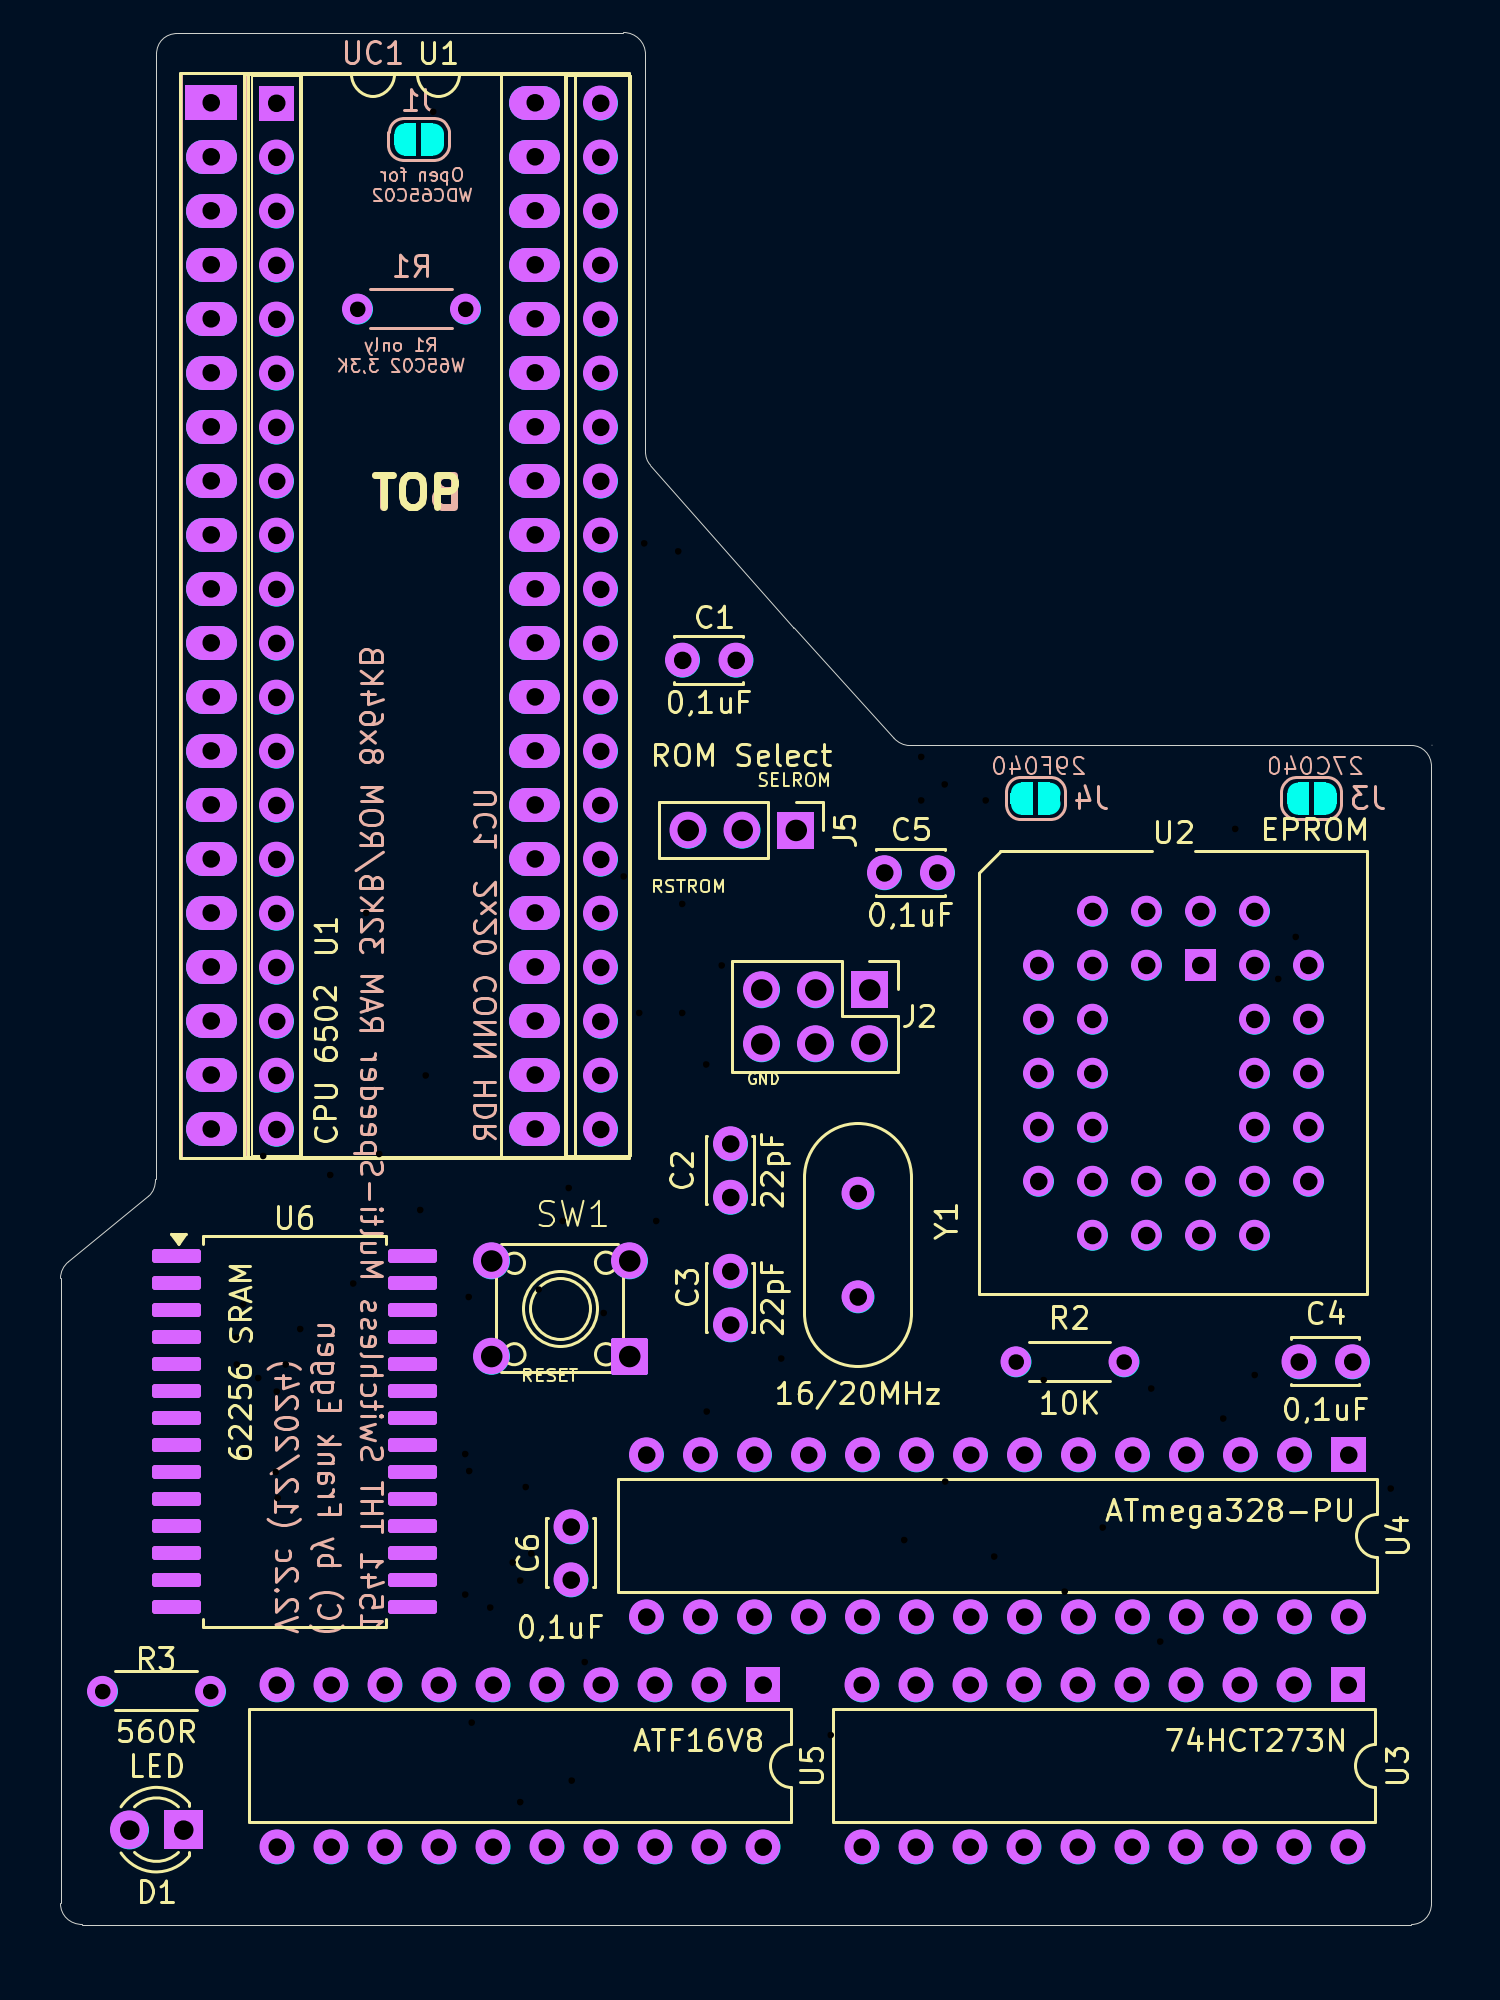 UC1 U1
J1
Open for
WDC65C02
R1
R1 only
W65C02 3,3K
TOP
BOT
C1
0,1uF
ROM Select
SELROM
J5
RSTROM
C5
0,1uF
29F040
J4
27C040
J3
U2
EPROM
CPU 6502 U1
1541 THT Switchless Multi-Speeder RAM 32KB/ROM 8x64KB
UC1 2x20 CONN HDR
J2
GND
C2
22pF
C3
22pF
Y1
16/20MHz
U6
62256 SRAM
V2.2c (12/2024)
(C) by Frank Eggen
SW1
RESET
R2
10K
C4
0,1uF
ATmega328-PU
U4
C6
0,1uF
R3
560R
LED
D1
ATF16V8
U5
74HCT273N
U3